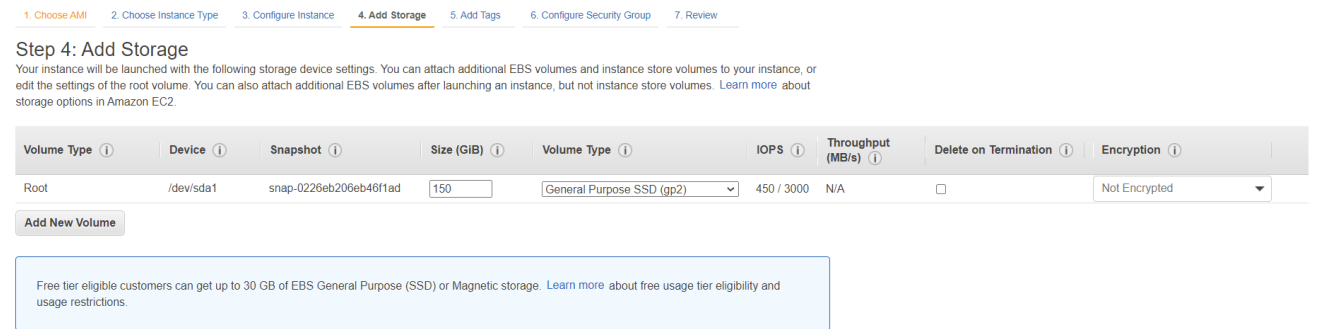 1. Choose AMI 2. Choose Instance Type 3. Configure Instance 4. Add Storage 5. Add Tags 6. Configure Security Group 7. Review
Step 4: Add Storage
Your instance will be launched with the following storage device settings. You can attach additional EBS volumes and instance store volumes to your instance, or
edit the settings of the root volume. You can also attach additional EBS volumes after launching an instance, but not instance store volumes. Learn more about
storage options in Amazon EC2.
Volume Type Device Snapshot Size (GiB) Volume Type IOPS Throughput (MB/s) Delete on Termination Encryption
Root /dev/sda1 snap-0226eb206eb46f1ad 150 General Purpose SSD (gp2) 450 / 3000 N/A Not Encrypted
Add New Volume
Free tier eligible customers can get up to 30 GB of EBS General Purpose (SSD) or Magnetic storage. Learn more about free usage tier eligibility and
usage restrictions.